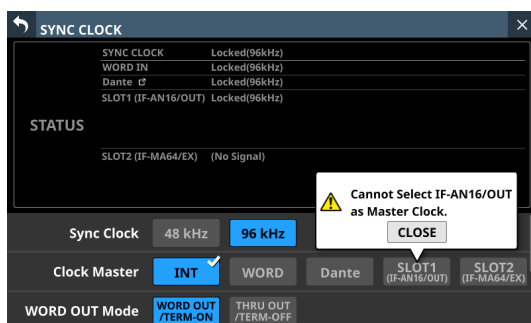 SYNC CLOCK
SYNC CLOCK Locked(96kHz)
WORD IN Locked(96kHz)
Dante Locked(96kHz)
SLOT1 (IF-AN16/OUT) Locked(96kHz)
STATUS
SLOT2 (IF-MA64/EX) (No Signal)
Cannot Select IF-AN16/OUT
as Master Clock.
CLOSE
Sync Clock 48 kHz 96 kHz
Clock Master INT WORD Dante SLOT1 (IF-AN16/OUT) SLOT2 (IF-MA64/EX)
WORD OUT Mode WORD OUT /TERM-ON THRU OUT /TERM-OFF